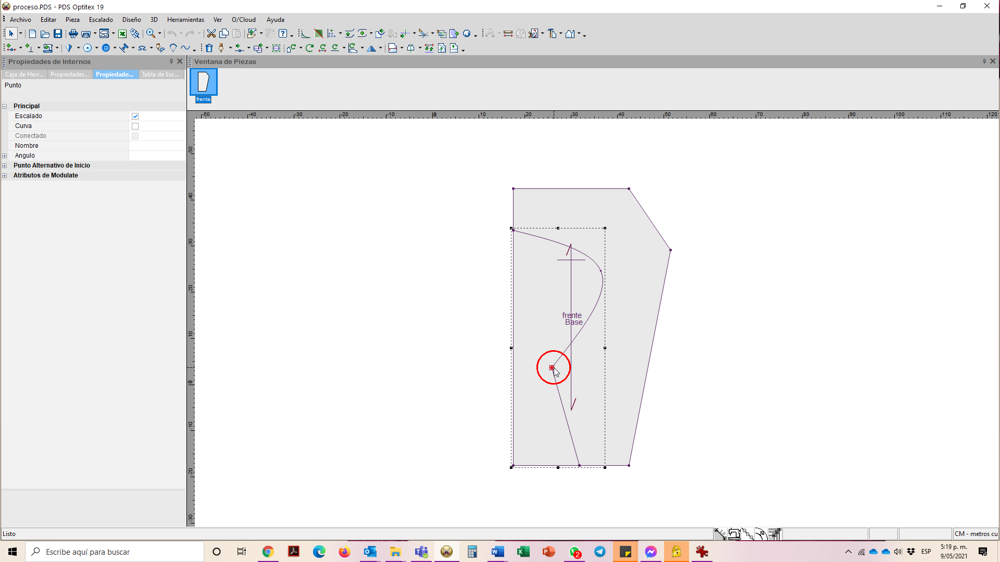 proceso.PDS - PDS Optitex 19
Archivo Editar Pieza Escalado Diseño 3D Herramientas Ver O/Cloud Ayuda
Propiedades de Internos
Ventana de Piezas
Caja de Herr... Propiedades... Propiedade... Tabla de Esc...
Punto
frente
Principal
Escalado
Curva
Conectado
Nombre
Angulo
Punto Alternativo de Inicio
Atributos de Modulate
-50 -40 -30 -20 -10 0 10 20 30 40 50 60 70 80 90 100 110 120
50
40
30
20
10
0
-10
-20
-30
frente
Base
Listo
CM - metros cu
Escribe aquí para buscar
2
ESP
5:19 p. m.
9/05/2021